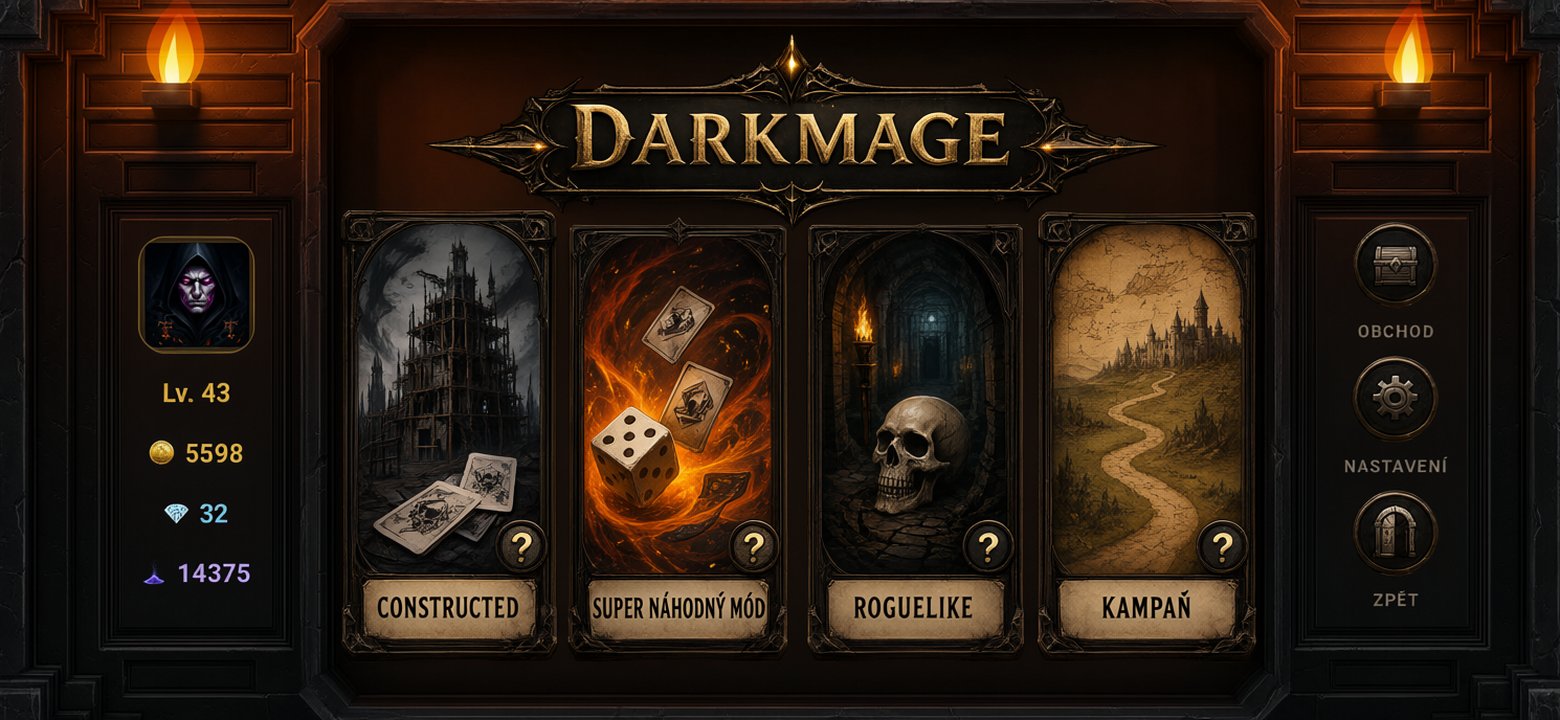 DARKMAGE
Lv. 43
5598
32
14375
?
?
?
?
CONSTRUCTED
SUPER NÁHODNÝ MÓD
ROGUELIKE
KAMPAŇ
OBCHOD
NASTAVENÍ
ZPĚT